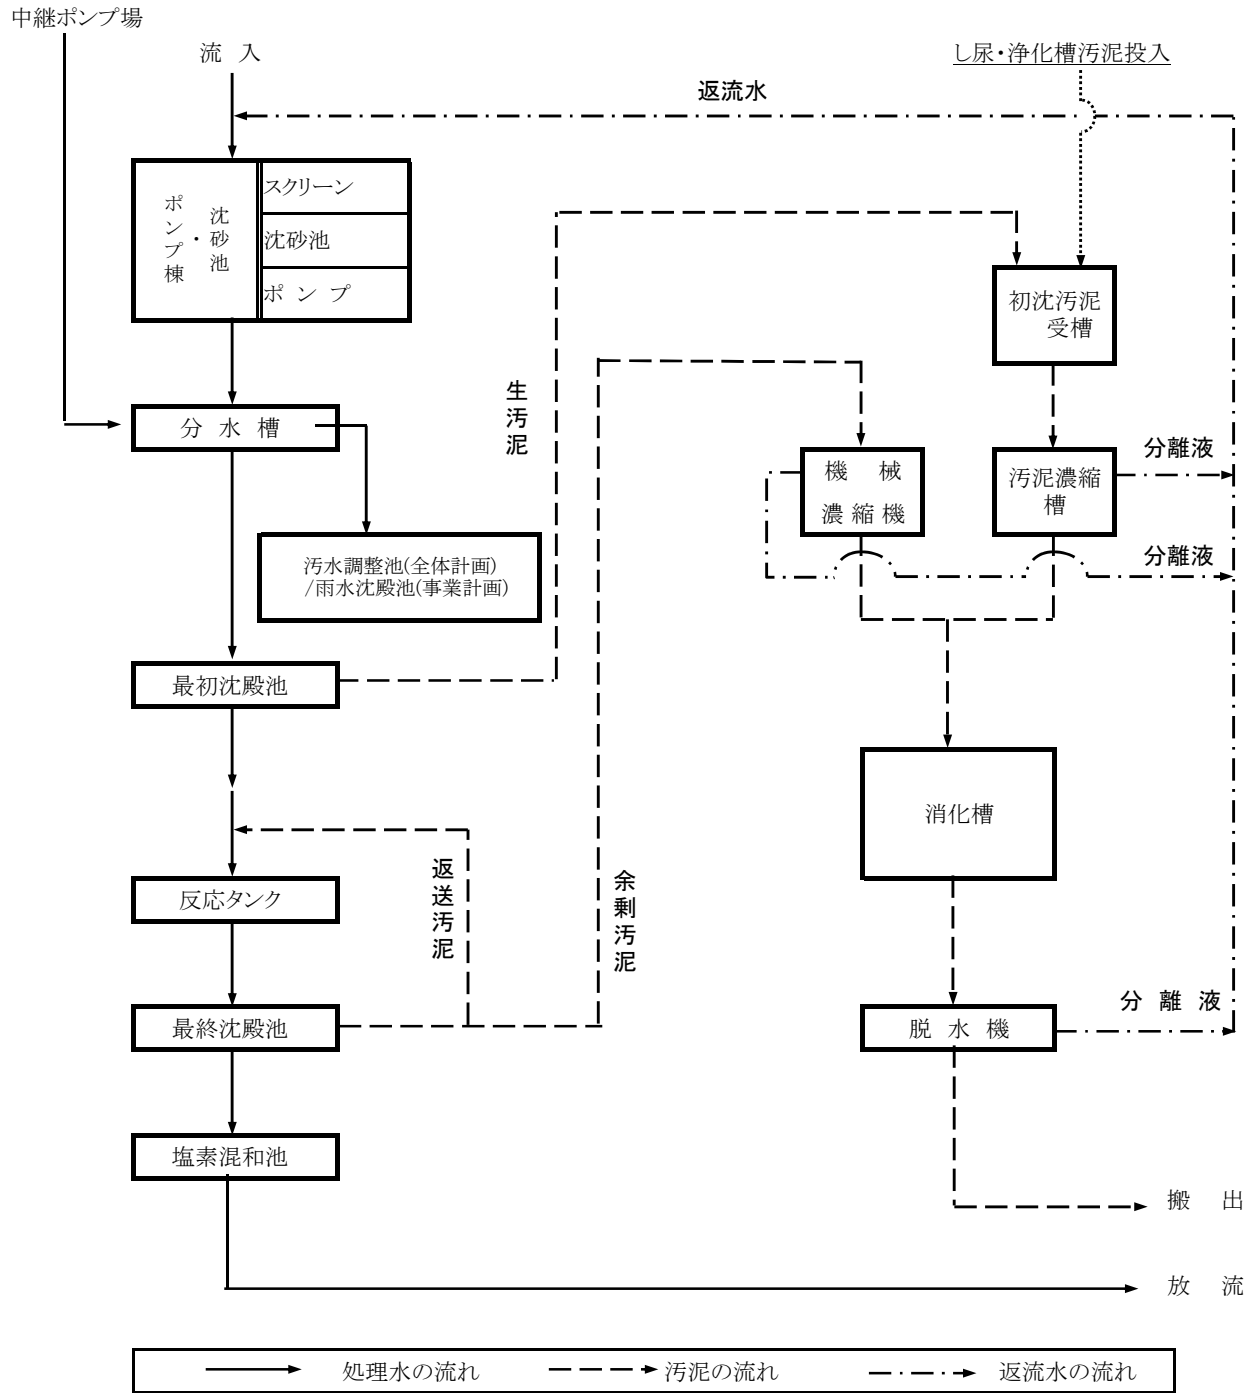 中継ポンプ場
流 入
し尿・浄化槽汚泥投入
返流水
沈砂池
・
ポンプ棟
スクリーン
沈砂池
ポ ン プ
初沈汚泥
受槽
生汚泥
分 水 槽
機 械
濃 縮 機
汚泥濃縮
槽
分離液
分離液
汚水調整池(全体計画)
/雨水沈殿池(事業計画)
最初沈殿池
消化槽
返送汚泥
余剰汚泥
反応タンク
最終沈殿池
脱 水 機
分 離 液
塩素混和池
搬 出
放 流
処理水の流れ
汚泥の流れ
返流水の流れ